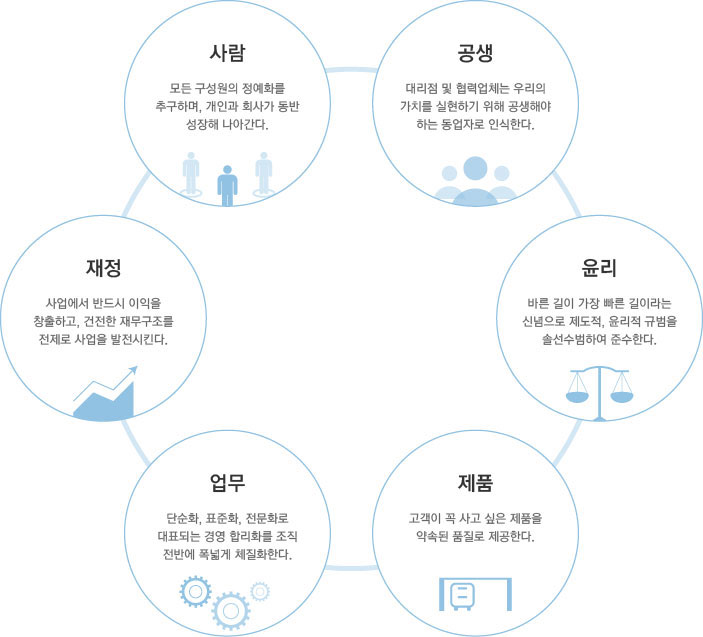 사람
모든 구성원의 정예화를
추구하며, 개인과 회사가 동반
성장해 나아간다.
공생
대리점 및 협력업체는 우리의
가치를 실현하기 위해 공생해야
하는 동업자로 인식한다.
재정
사업에서 반드시 이익을
창출하고, 건전한 재무구조를
전제로 사업을 발전시킨다.
윤리
바른 길이 가장 빠른 길이라는
신념으로 제도적, 윤리적 규범을
솔선수범하여 준수한다.
업무
단순화, 표준화, 전문화로
대표되는 경영 합리화를 조직
전반에 폭넓게 체질화한다.
제품
고객이 꼭 사고 싶은 제품을
약속된 품질로 제공한다.